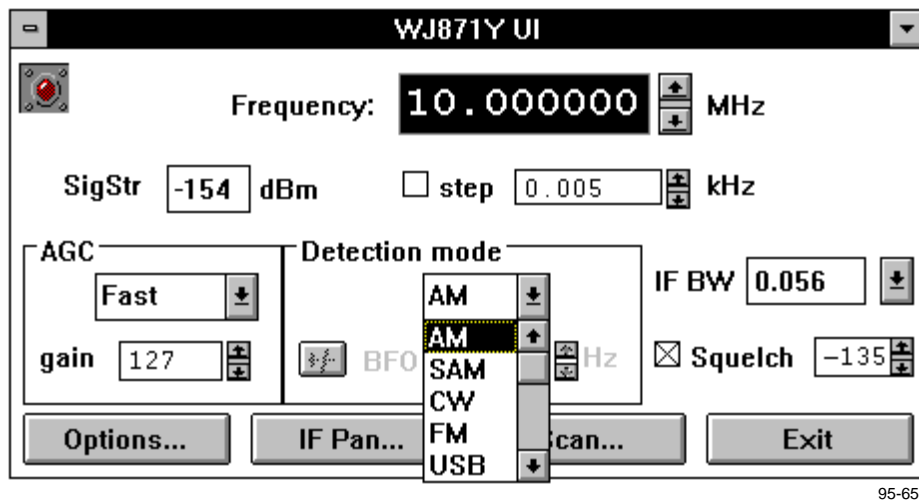 WJ871Y UI
Frequency: 10.000000 MHz
SigStr -154 dBm step 0.005 kHz
AGC
Fast
gain 127
Detection mode
AM
AM
SAM
CW
FM
USB
BFO Hz
IF BW 0.056
Squelch -135
Options... IF Pan... Exit
95-65